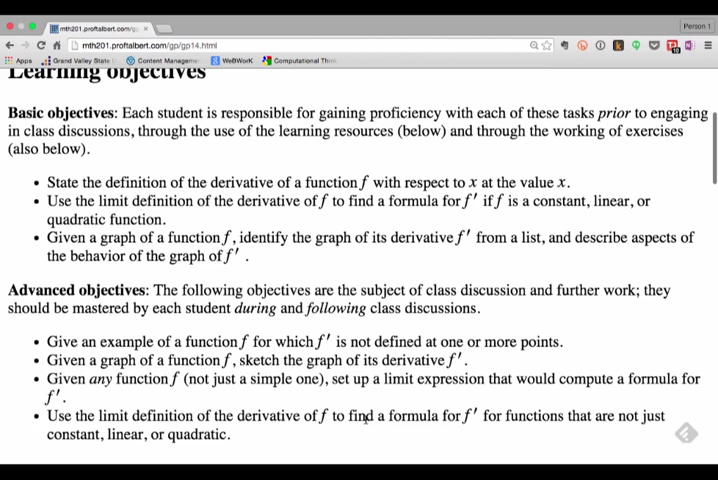 mth201.proftalbert.com/gp
Person 1
mth201.proftalbert.com/gp/gp14.html
Apps Grand Valley State Content Manageme WeBWorK Computational Thin
Learning objectives
Basic objectives: Each student is responsible for gaining proficiency with each of these tasks prior to engaging
in class discussions, through the use of the learning resources (below) and through the working of exercises
(also below).
• State the definition of the derivative of a function f with respect to x at the value x.
• Use the limit definition of the derivative of f to find a formula for f′ if f is a constant, linear, or
quadratic function.
• Given a graph of a function f, identify the graph of its derivative f′ from a list, and describe aspects of
the behavior of the graph of f′ .
Advanced objectives: The following objectives are the subject of class discussion and further work; they
should be mastered by each student during and following class discussions.
• Give an example of a function f for which f′ is not defined at one or more points.
• Given a graph of a function f, sketch the graph of its derivative f′.
• Given any function f (not just a simple one), set up a limit expression that would compute a formula for
f′.
• Use the limit definition of the derivative of f to find a formula for f′ for functions that are not just
constant, linear, or quadratic.